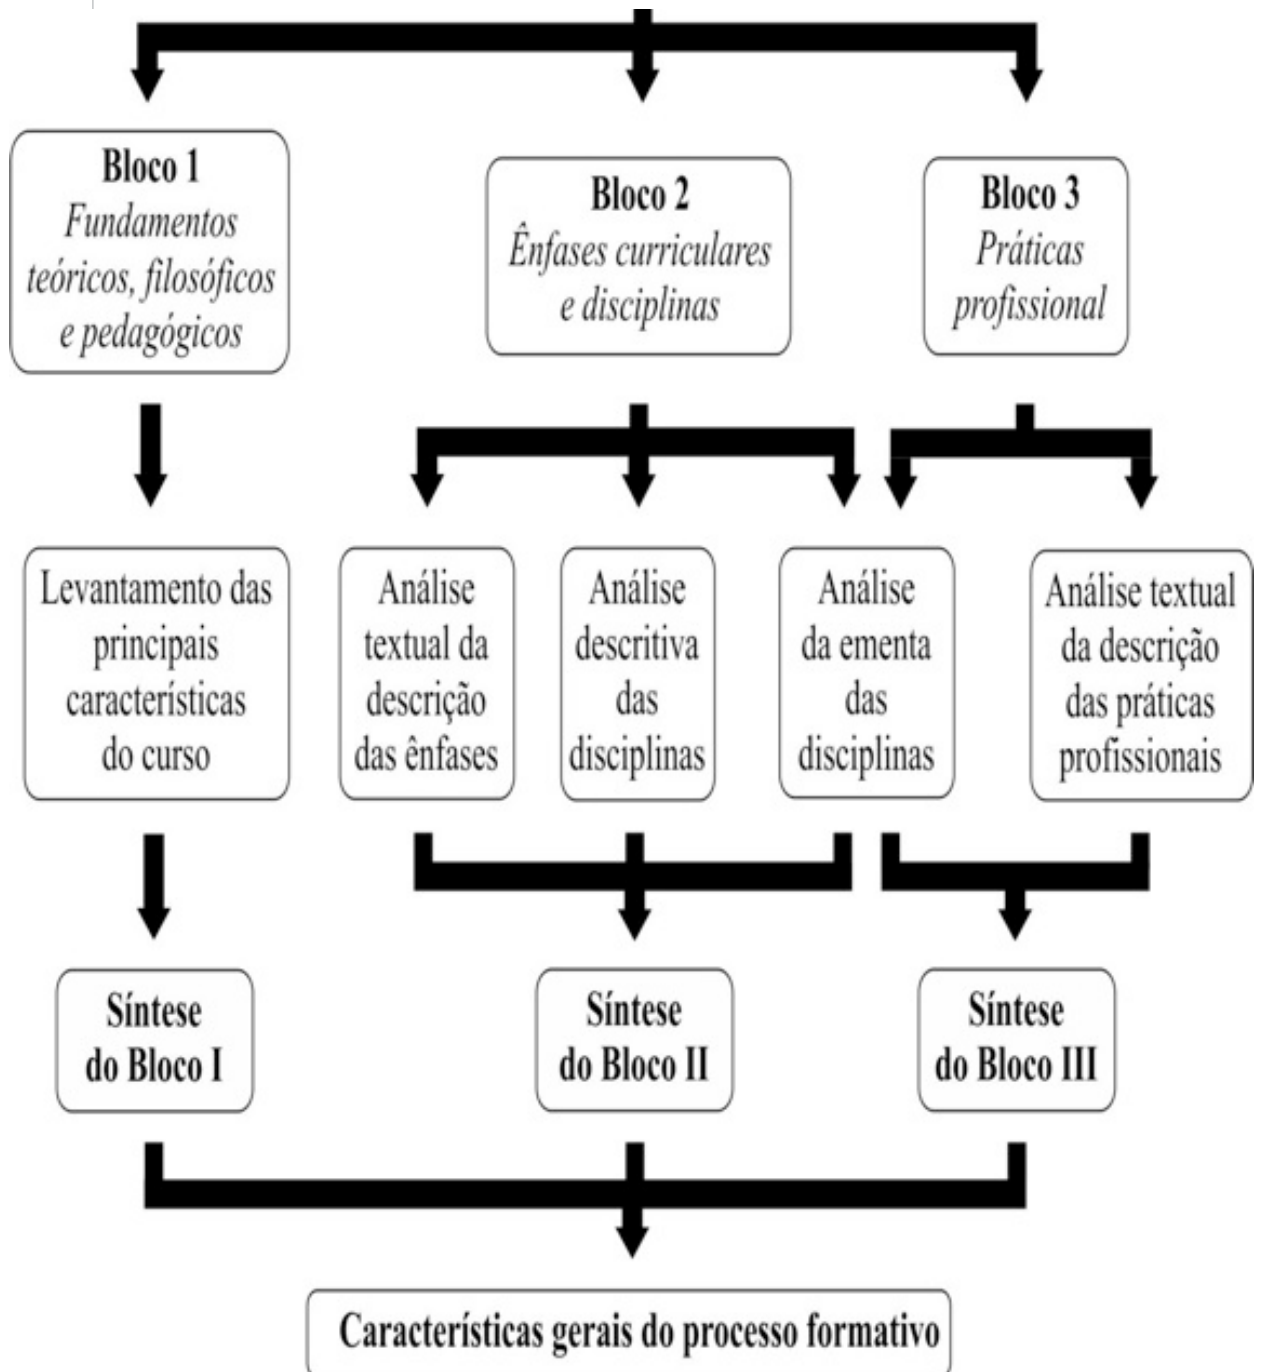 Bloco 1
Fundamentos
teóricos, filosóficos
e pedagógicos
Bloco 2
Ênfases curriculares
e disciplinas
Bloco 3
Práticas
profissional
Levantamento das
principais
características
do curso
Análise
textual da
descrição
das ênfases
Análise
descritiva
das
disciplinas
Análise
da ementa
das
disciplinas
Análise textual
da descrição
das práticas
profissionais
Síntese
do Bloco I
Síntese
do Bloco II
Síntese
do Bloco III
Características gerais do processo formativo